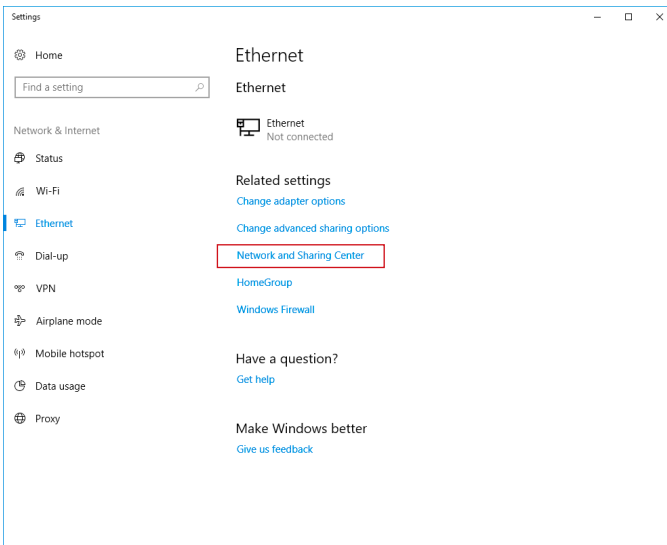 Settings
Home
Find a setting
Network & Internet
Status
Wi-Fi
Ethernet
Dial-up
VPN
Airplane mode
Mobile hotspot
Data usage
Proxy
Ethernet
Ethernet
Ethernet
Not connected
Related settings
Change adapter options
Change advanced sharing options
Network and Sharing Center
HomeGroup
Windows Firewall
Have a question?
Get help
Make Windows better
Give us feedback